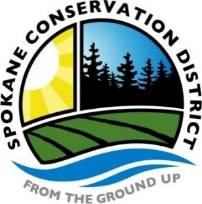 SPOKANE CONSERVATION DISTRICT
FROM THE GROUND UP